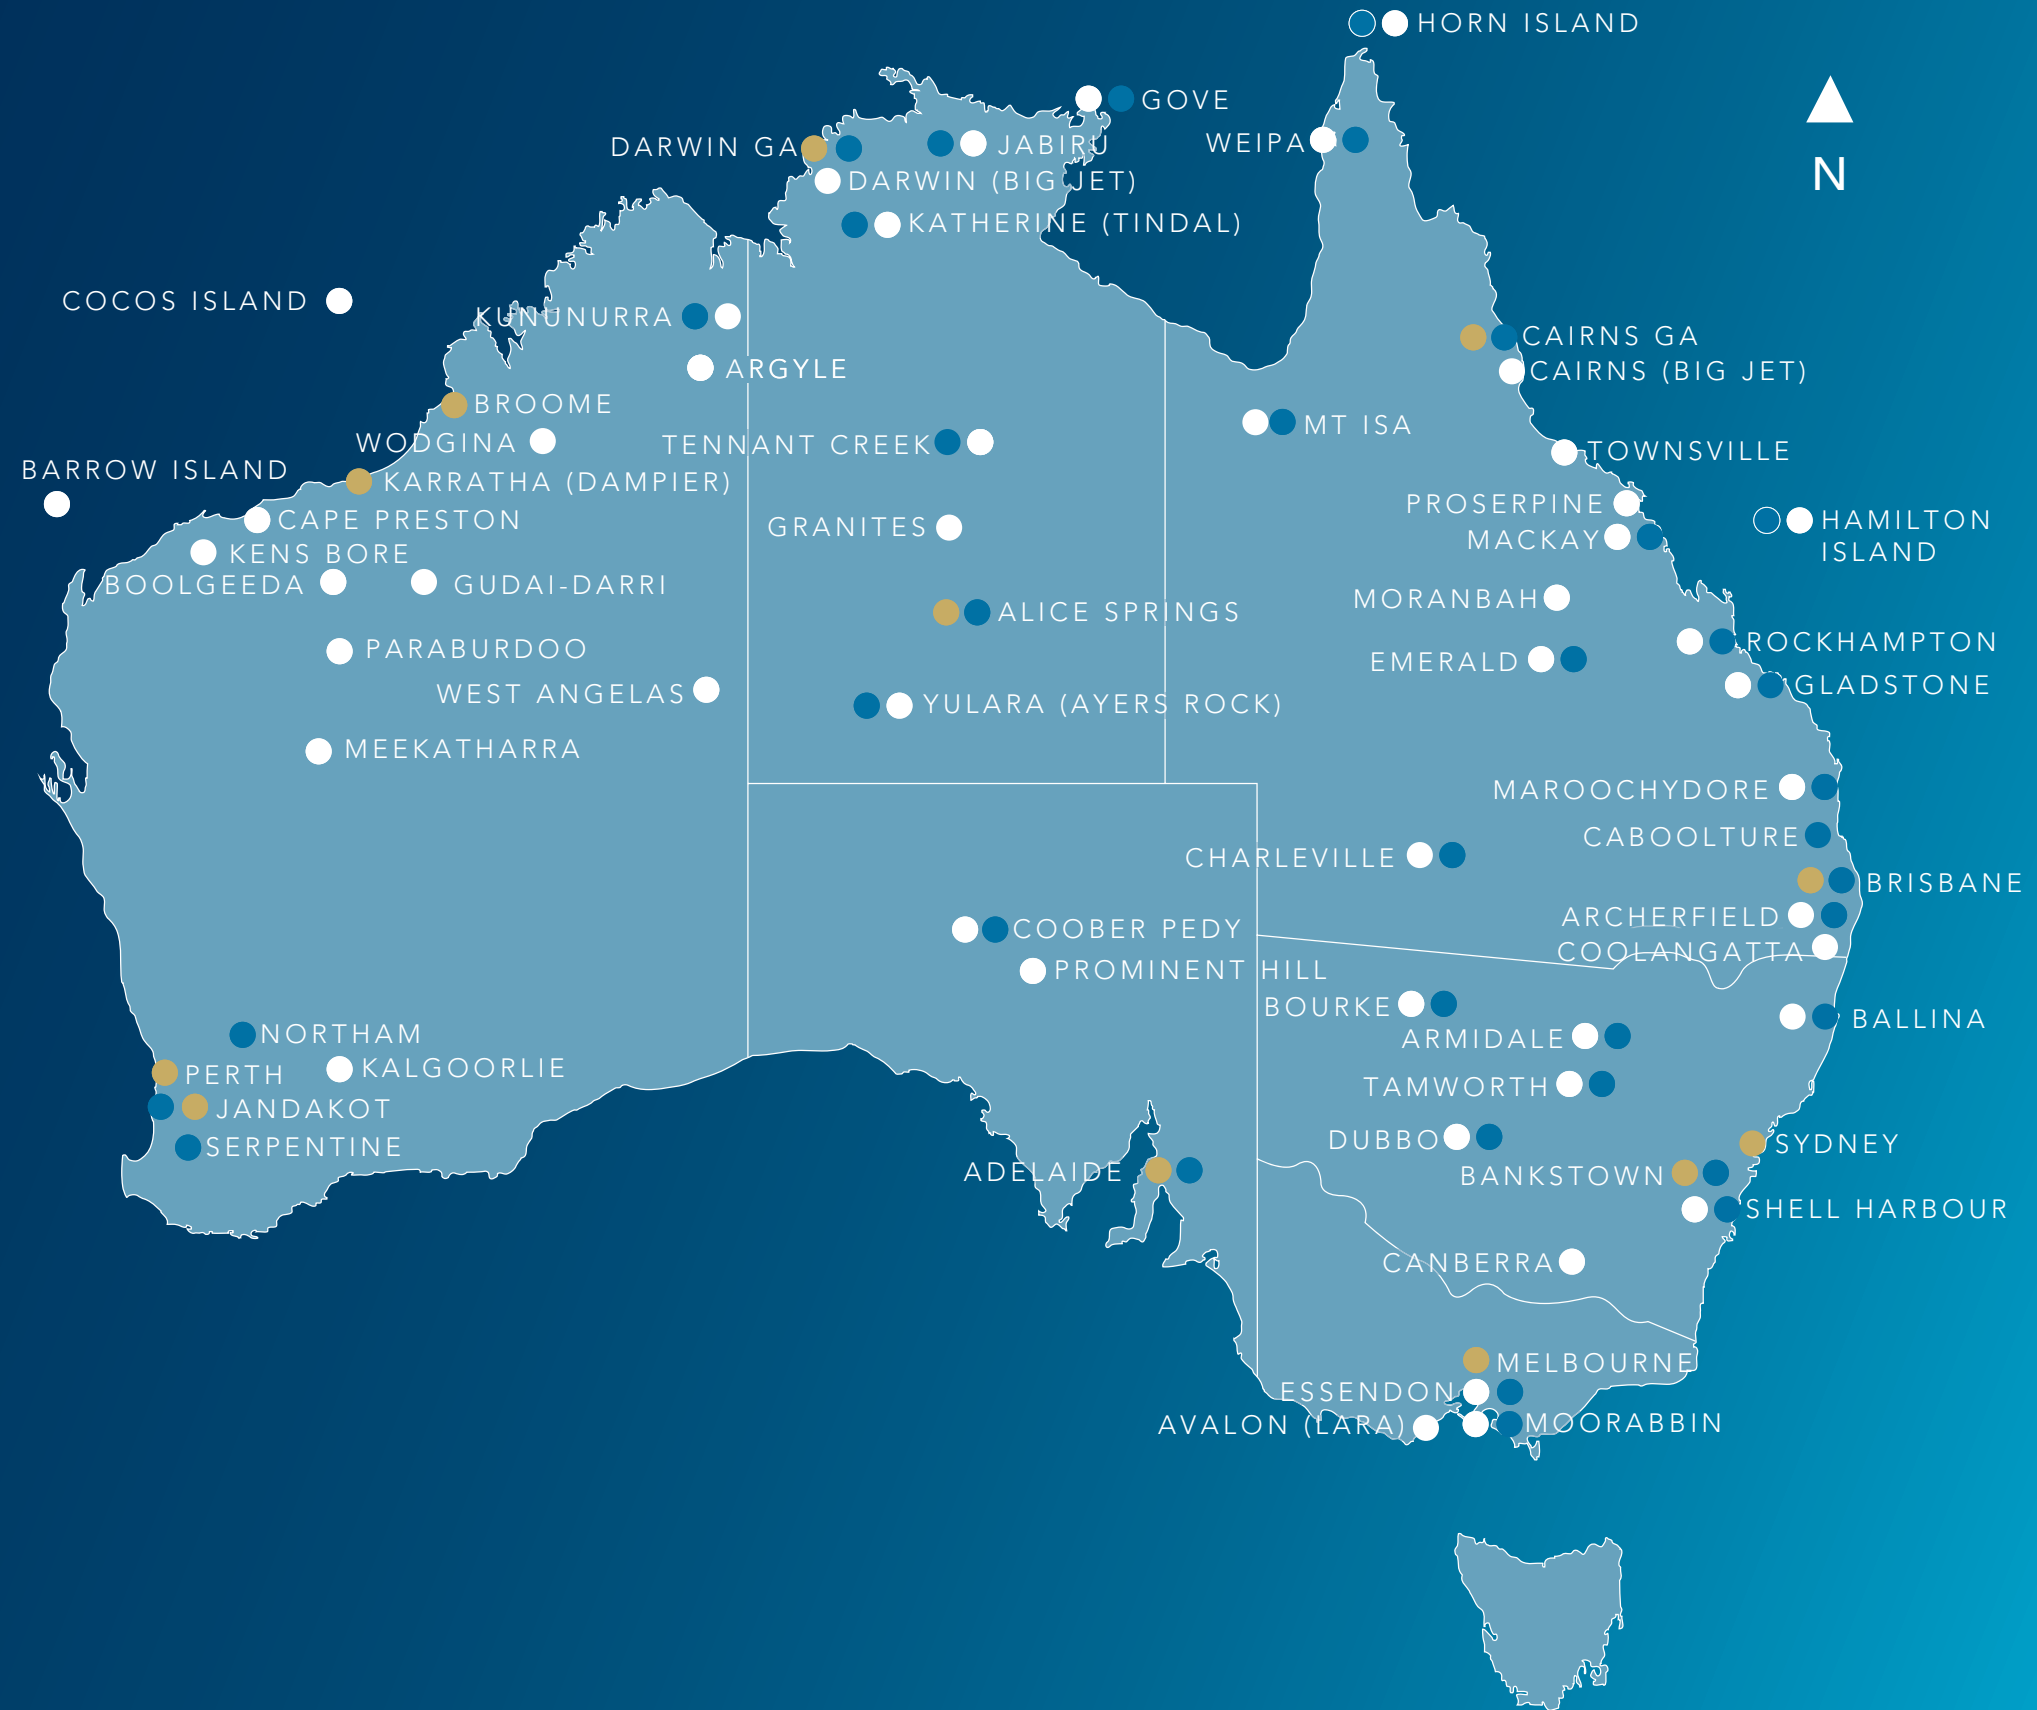 HORN ISLAND
GOVE
WEIPA
DARWIN GA
JABIRU
DARWIN (BIG JET)
N
KATHERINE (TINDAL)
COCOS ISLAND
KUNUNURRA
CAIRNS GA
ARGYLE
CAIRNS (BIG JET)
BROOME
MT ISA
WODGINA
TENNANT CREEK
TOWNSVILLE
BARROW ISLAND
KARRATHA (DAMPIER)
PROSERPINE
CAPE PRESTON
HAMILTON
ISLAND
GRANITES
MACKAY
KENS BORE
BOOLGEEDA
GUDAI-DARRI
MORANBAH
ALICE SPRINGS
ROCKHAMPTON
PARABURDOO
EMERALD
WEST ANGELAS
GLADSTONE
YULARA (AYERS ROCK)
MEEKATHARRA
MAROOCHYDORE
CABOOLTURE
CHARLEVILLE
BRISBANE
ARCHERFIELD
COOBER PEDY
COOLANGATTA
PROMINENT HILL
BOURKE
BALLINA
NORTHAM
ARMIDALE
KALGOORLIE
PERTH
TAMWORTH
JANDAKOT
DUBBO
SYDNEY
SERPENTINE
ADELAIDE
BANKSTOWN
SHELL HARBOUR
CANBERRA
MELBOURNE
ESSENDON
AVALON (LARA)
MOORABBIN